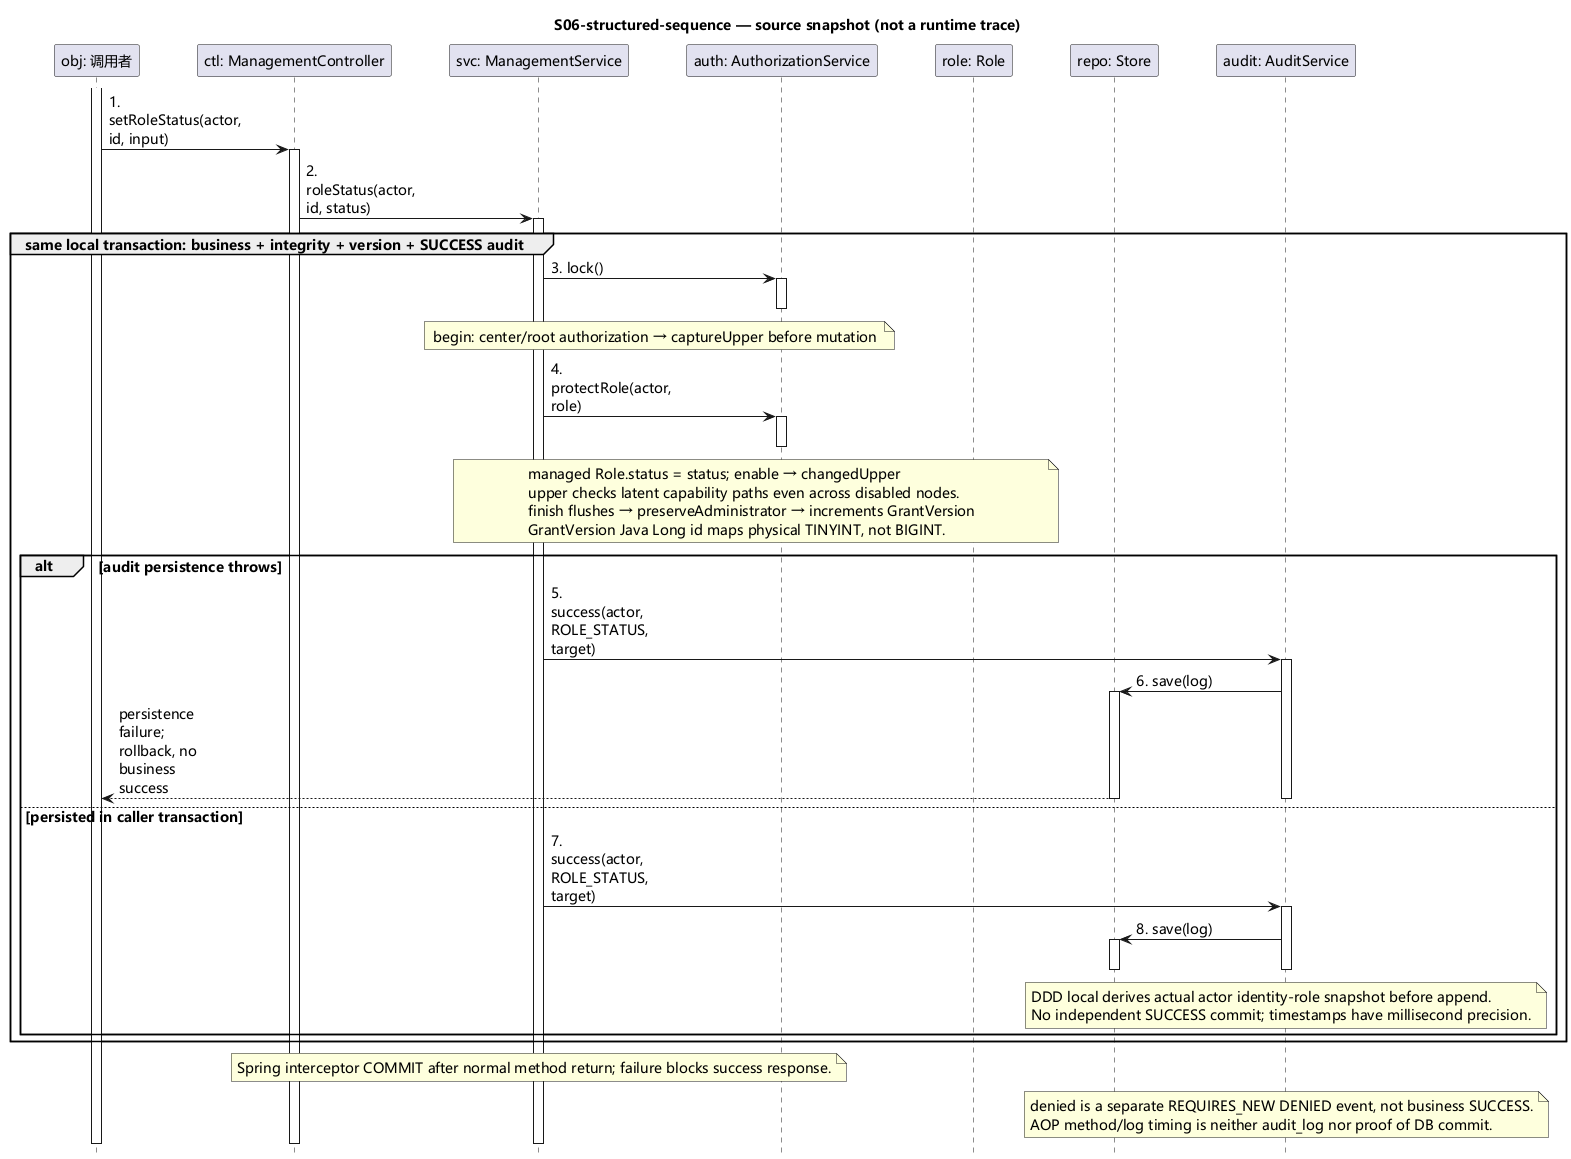 S06-structured-sequence — source snapshot (not a runtime trace)
obj: 调用者
ctl: ManagementController
svc: ManagementService
auth: AuthorizationService
role: Role
repo: Store
audit: AuditService
1.
setRoleStatus(actor,
id, input)
2.
roleStatus(actor,
id, status)
same local transaction: business + integrity + version + SUCCESS audit
3. lock()
begin: center/root authorization → captureUpper before mutation
4.
protectRole(actor,
role)
managed Role.status = status; enable → changedUpper
upper checks latent capability paths even across disabled nodes.
finish flushes → preserveAdministrator → increments GrantVersion
GrantVersion Java Long id maps physical TINYINT, not BIGINT.
alt
[audit persistence throws]
5.
success(actor,
ROLE_STATUS,
target)
6. save(log)
persistence
failure;
rollback, no
business
success
[persisted in caller transaction]
7.
success(actor,
ROLE_STATUS,
target)
8. save(log)
DDD local derives actual actor identity-role snapshot before append.
No independent SUCCESS commit; timestamps have millisecond precision.
Spring interceptor COMMIT after normal method return; failure blocks success response.
denied is a separate REQUIRES_NEW DENIED event, not business SUCCESS.
AOP method/log timing is neither audit_log nor proof of DB commit.